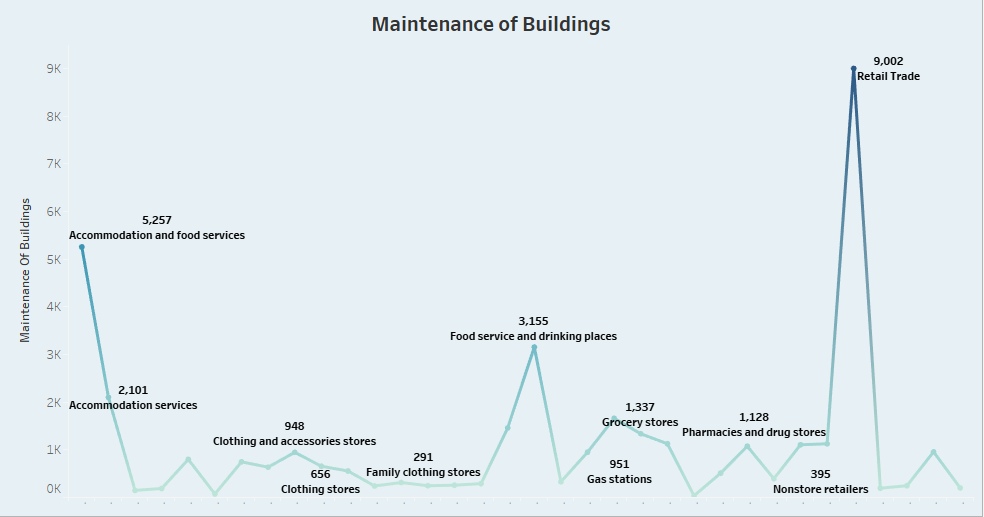 Maintenance of Buildings
9K
8K
7K
6K
5K
4K
3K
2K
1K
0K
Maintenance Of Buildings
5,257
Accommodation and food services
2,101
Accommodation services
948
Clothing and accessories stores
656
Clothing stores
291
Family clothing stores
3,155
Food service and drinking places
951
Gas stations
1,337
Grocery stores
1,128
Pharmacies and drug stores
395
Nonstore retailers
9,002
Retail Trade